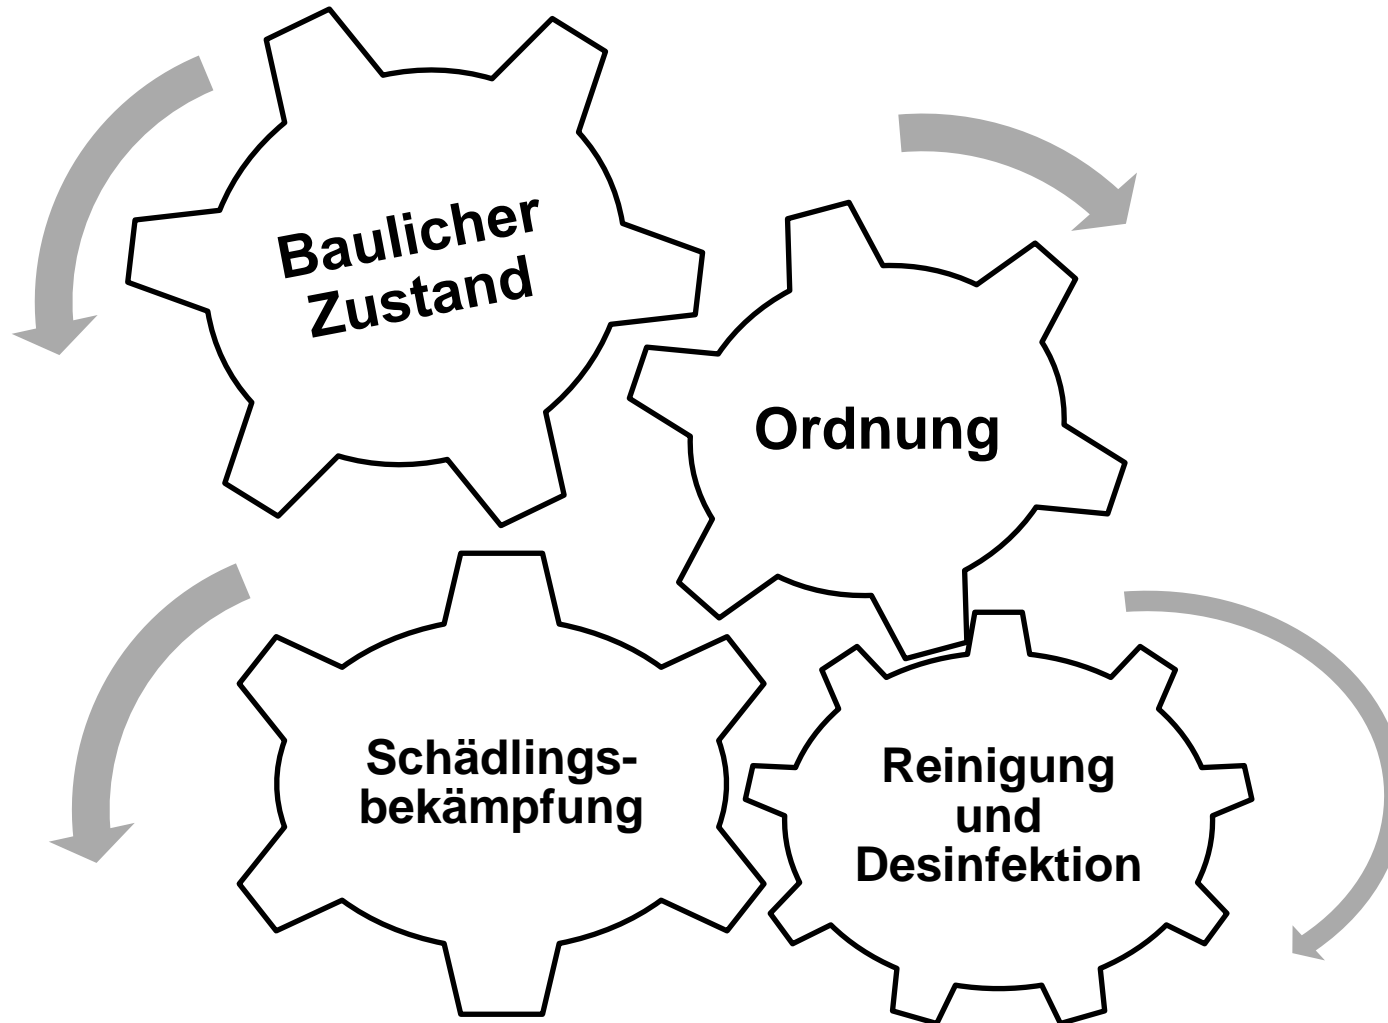 Baulicher
Zustand
Ordnung
Schädlings-
bekämpfung
Reinigung
und
Desinfektion